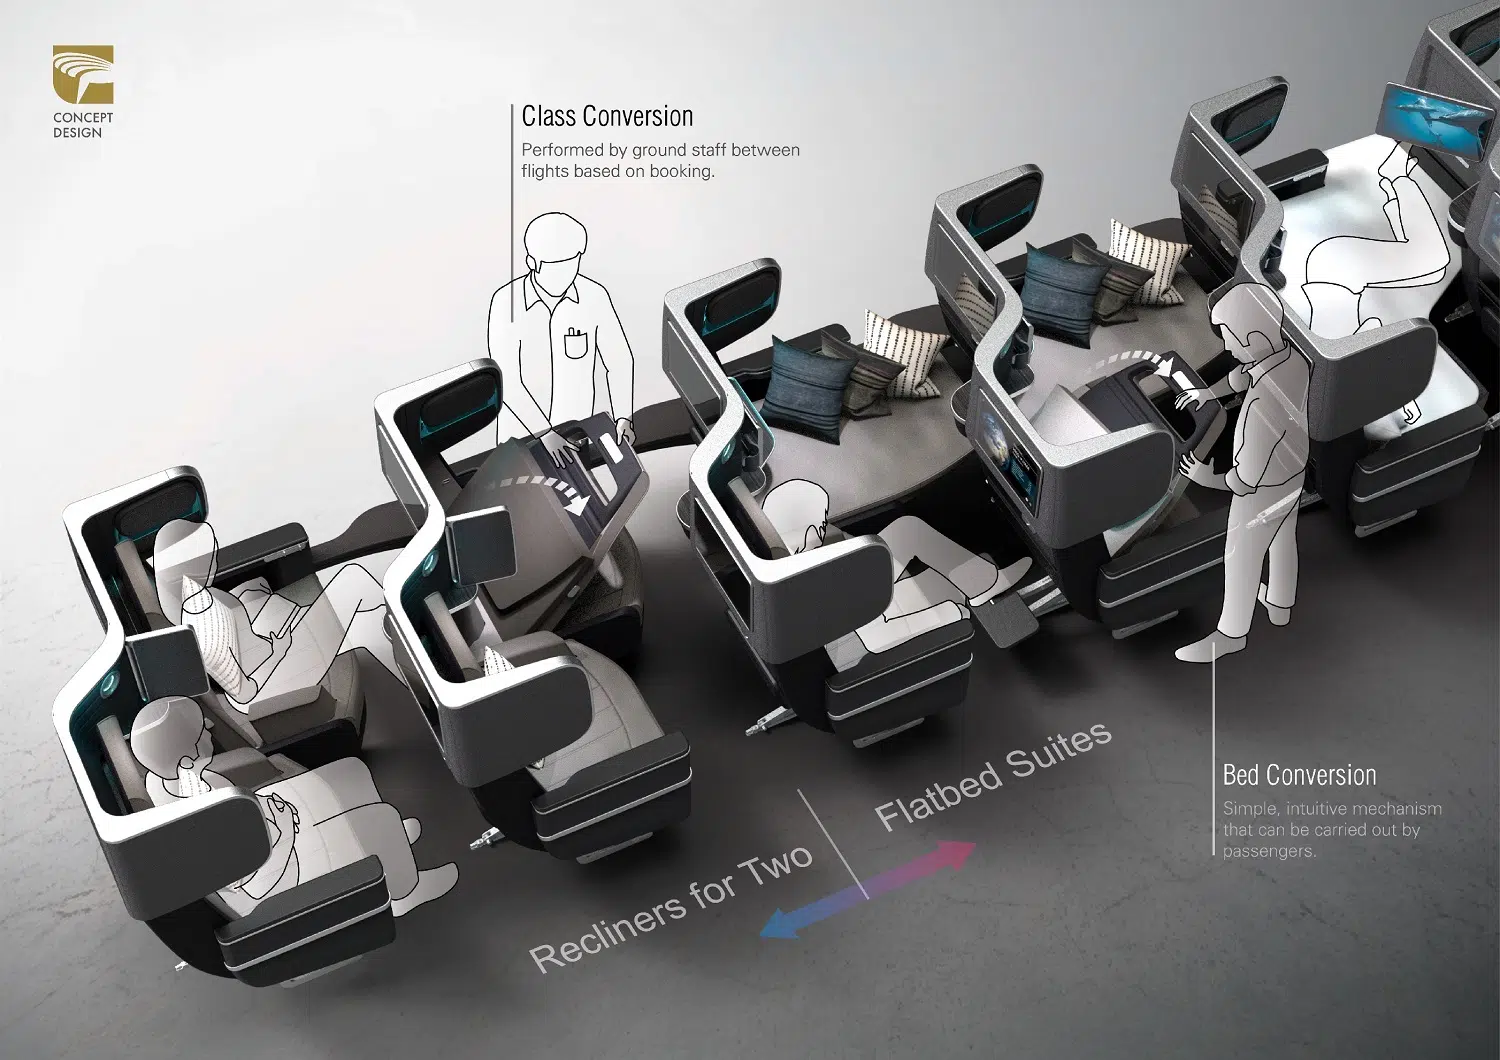 CONCEPT
DESIGN
Class Conversion
Performed by ground staff between
flights based on booking.
Flatbed Suites
Recliners for Two
Bed Conversion
Simple, intuitive mechanism
that can be carried out by
passengers.